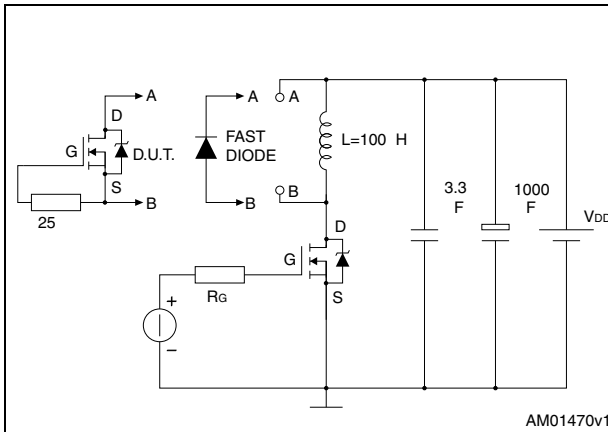 A
A
A
D
FAST
DIODE
G
D.U.T.
L=100 H
S
B
B
B
25
3.3
F
1000
F
VDD
D
G
S
RG
+
–
AM01470v1